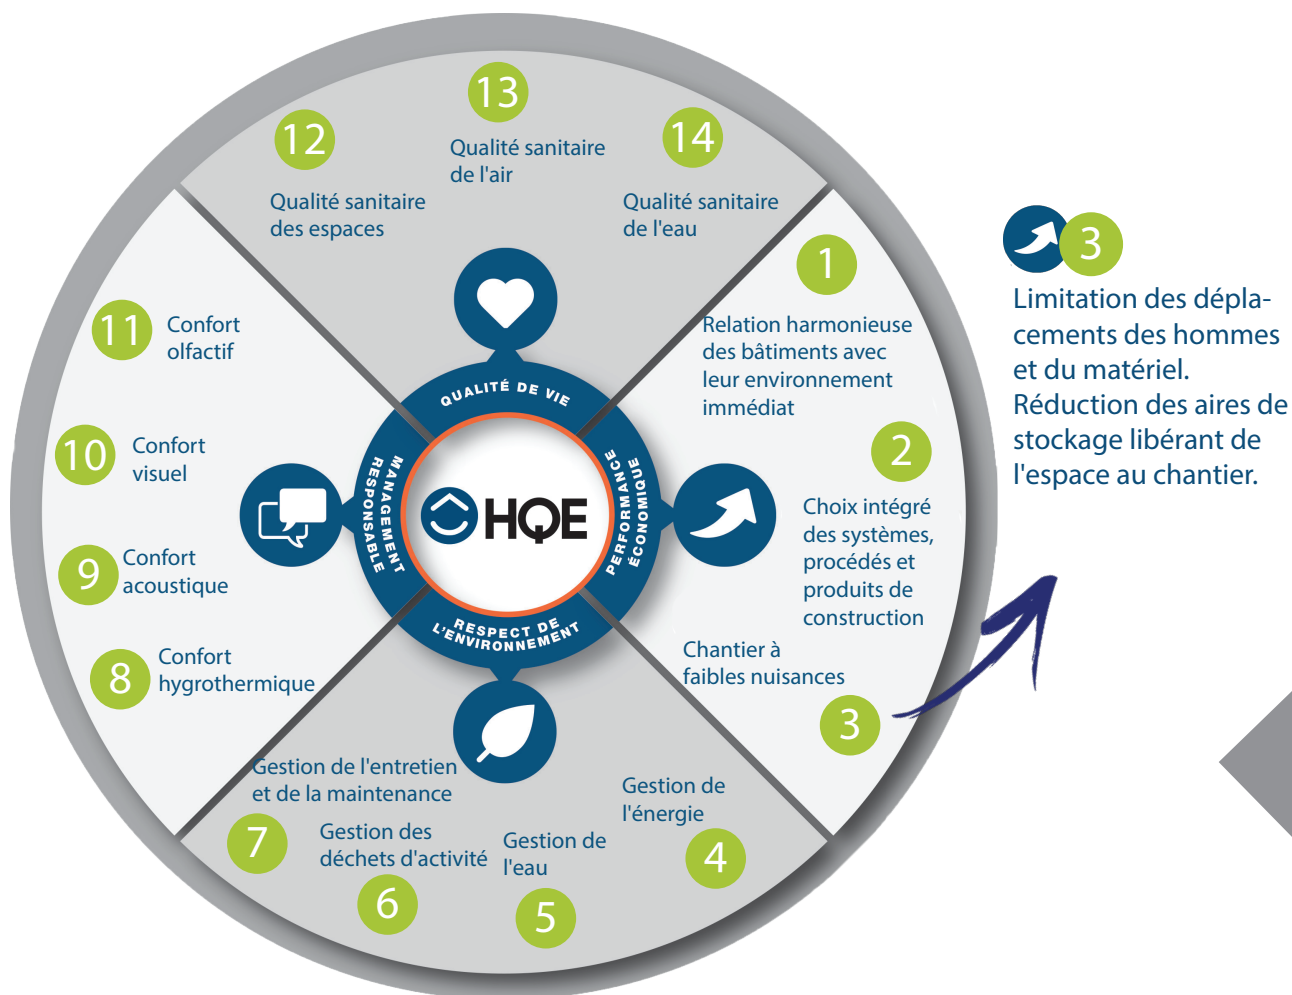 13
Qualité sanitaire
de l'air
12
Qualité sanitaire
des espaces
14
Qualité sanitaire
de l'eau
1
Relation harmonieuse
des bâtiments avec
leur environnement
immédiat
2
Choix intégré
des systèmes,
procédés et
produits de
construction
Chantier à
faibles nuisances
3
Gestion de
l'énergie
4
Gestion de
l'eau
5
Gestion des
déchets d'activité
6
Gestion de l'entretien
et de la maintenance
7
8
Confort
hygrothermique
9
Confort
acoustique
10
Confort
visuel
11
Confort
olfactif
QUALITÉ DE VIE
PERFORMANCE
ÉCONOMIQUE
RESPECT DE
L'ENVIRONNEMENT
MANAGEMENT
RESPONSABLE
HQE
3
Limitation des dépla-
cements des hommes
et du matériel.
Réduction des aires de
stockage libérant de
l'espace au chantier.